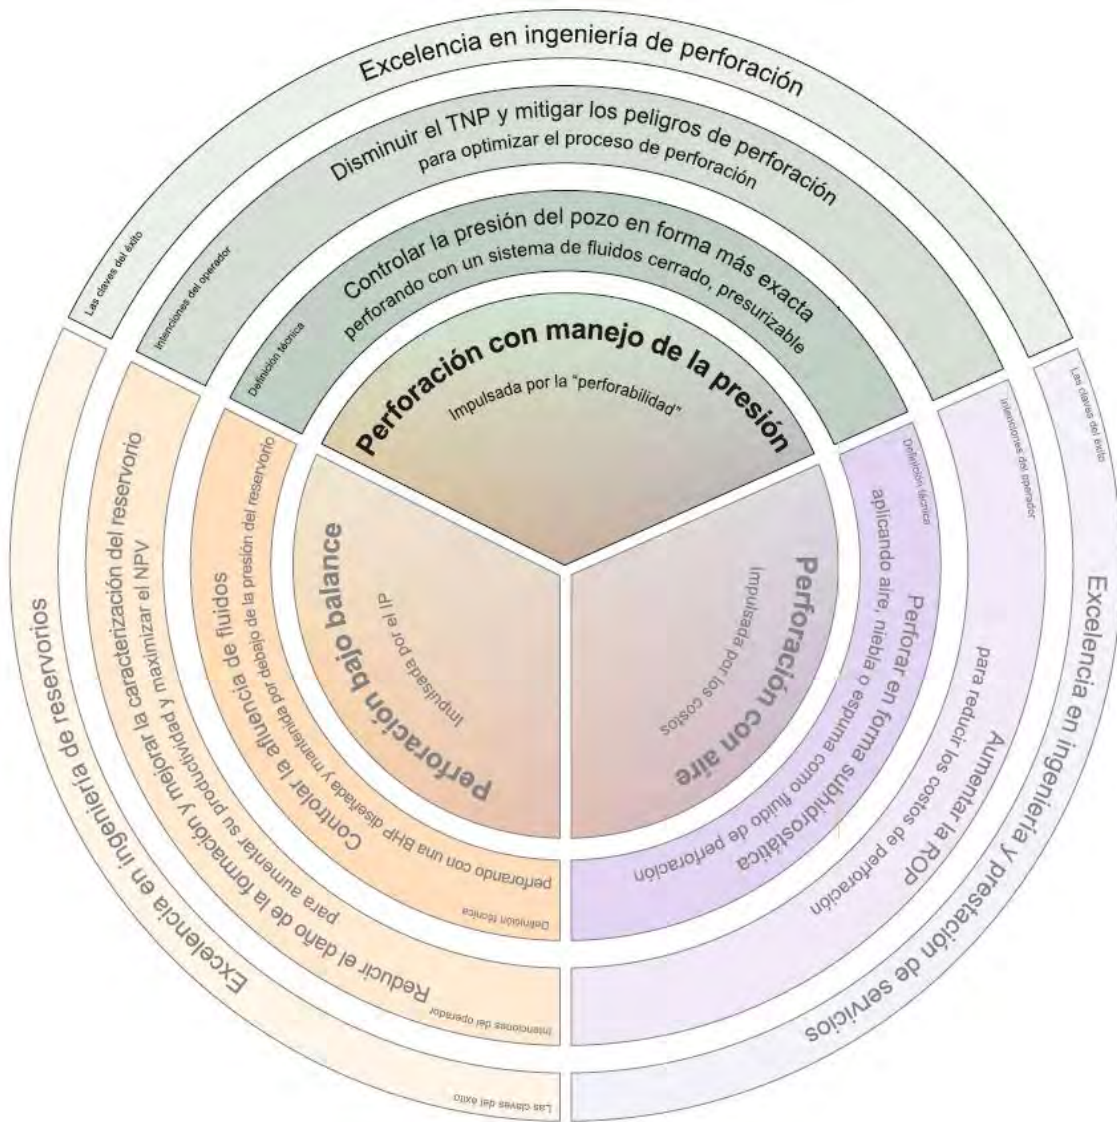 Excelencia en ingeniería de perforación
Las claves del éxito
Disminuir el TNP y mitigar los peligros de perforación
para optimizar el proceso de perforación
Intenciones del operador
Controlar la presión del pozo en forma más exacta
perforando con un sistema de fluidos cerrado, presurizable
Definición técnica
Perforación con manejo de la presión
Impulsada por la "perforabilidad"
Las claves del éxito
Excelencia en ingeniería y prestación de servicios
Intenciones del operador
Aumentar la ROP
para reducir los costos de perforación
Definición técnica
Perforar en forma subhidrostática
aplicando aire, niebla o espuma como fluido de perforación
Perforación con aire
Impulsada por los costos
Las claves del éxito
Excelencia en ingeniería de reservorios
Intenciones del operador
Reducir el daño de la formación y mejorar la caracterización del reservorio
para aumentar su productividad y maximizar el NPV
Definición técnica
Controlar la afluencia de fluidos
perforando con una BHP diseñada y mantenida por debajo de la presión del reservorio
Perforación bajo balance
Impulsada por el IP